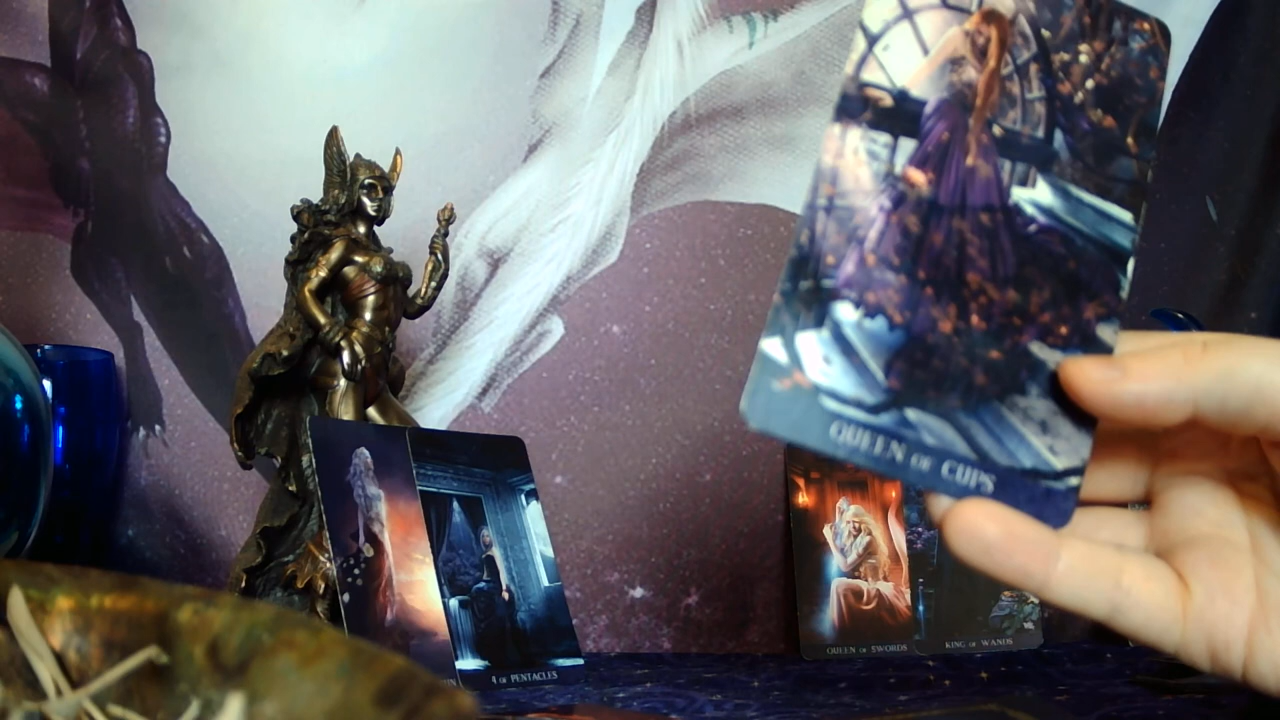 QUEEN OF CUPS
QUEEN OF SWORDS
KING OF WANDS
4 OF PENTACLES